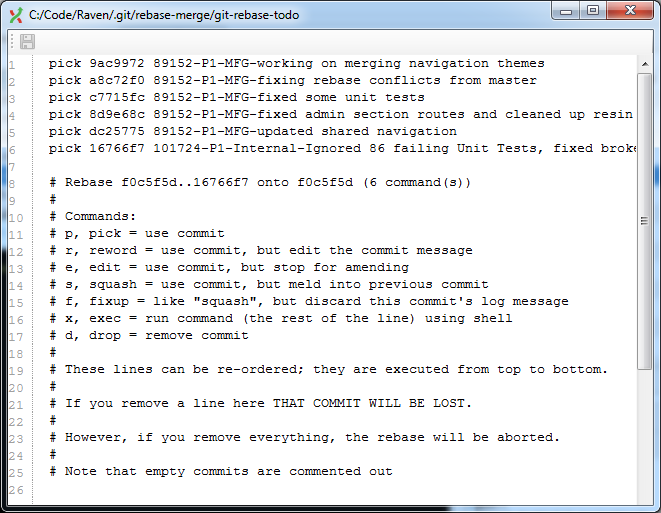 C:/Code/Raven/.git/rebase-merge/git-rebase-todo
1 pick 9ac9972 89152-P1-MFG-working on merging navigation themes
2 pick a8c72f0 89152-P1-MFG-fixing rebase conflicts from master
3 pick c7715fc 89152-P1-MFG-fixed some unit tests
4 pick 8d9e68c 89152-P1-MFG-fixed admin section routes and cleaned up resin
5 pick dc25775 89152-P1-MFG-updated shared navigation
6 pick 16766f7 101724-P1-Internal-Ignored 86 failing Unit Tests, fixed broke
7
8 # Rebase f0c5f5d..16766f7 onto f0c5f5d (6 command(s))
9 #
10 # Commands:
11 # p, pick = use commit
12 # r, reword = use commit, but edit the commit message
13 # e, edit = use commit, but stop for amending
14 # s, squash = use commit, but meld into previous commit
15 # f, fixup = like "squash", but discard this commit's log message
16 # x, exec = run command (the rest of the line) using shell
17 # d, drop = remove commit
18 #
19 # These lines can be re-ordered; they are executed from top to bottom.
20 #
21 # If you remove a line here THAT COMMIT WILL BE LOST.
22 #
23 # However, if you remove everything, the rebase will be aborted.
24 #
25 # Note that empty commits are commented out
26